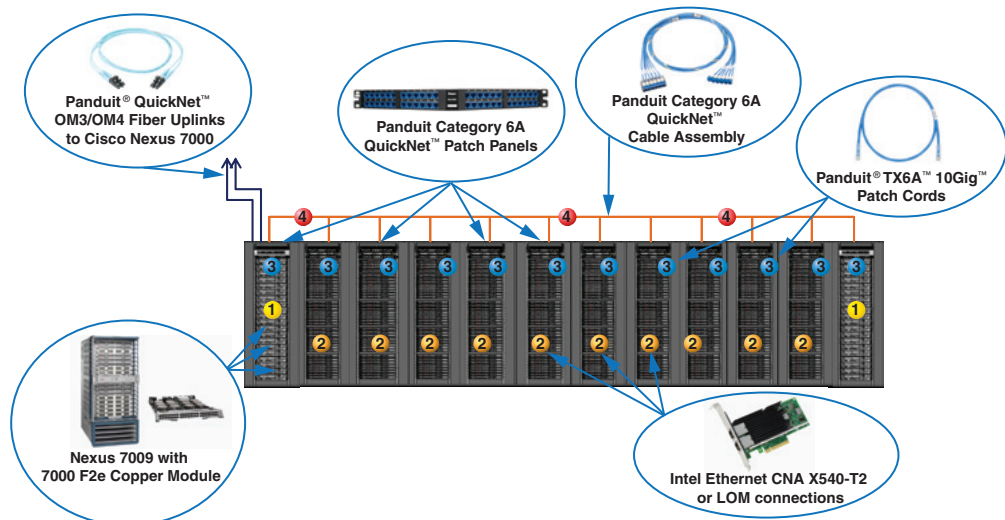 Panduit® QuickNet™
OM3/OM4 Fiber Uplinks
to Cisco Nexus 7000
Panduit Category 6A
QuickNet™ Patch Panels
Panduit Category 6A
QuickNet™
Cable Assembly
Panduit® TX6A™ 10Gig™
Patch Cords
4 4 4
3 3 3 3 3 3 3 3 3 3 3 3
1 1
2 2 2 2 2 2 2 2 2 2
Nexus 7009 with
7000 F2e Copper Module
Intel Ethernet CNA X540-T2
or LOM connections